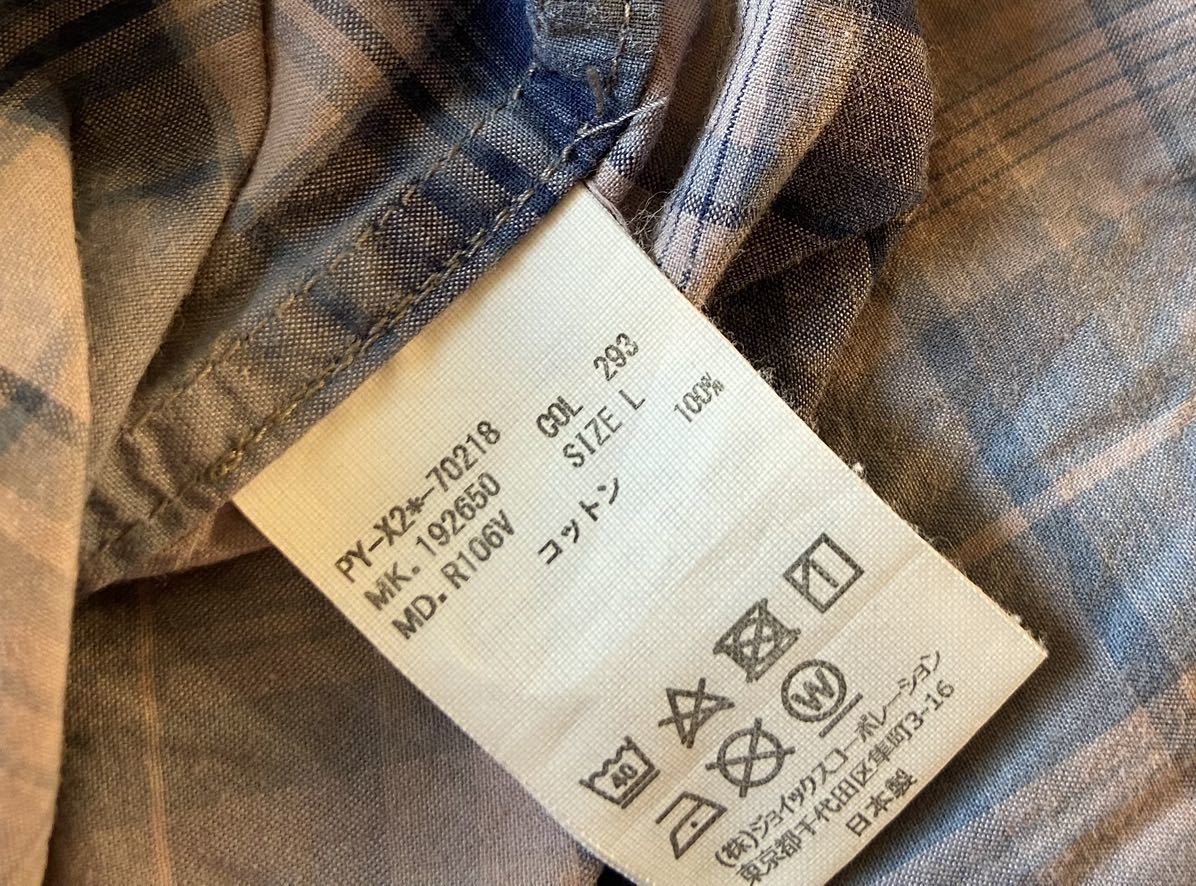 PY-X2*-70218 COL 293
MK. 192650 SIZE L
MD. R106V
コットン 100%
40
W
(株)ジョイックスコーポレーション
東京都千代田区隼町3-16
日本製